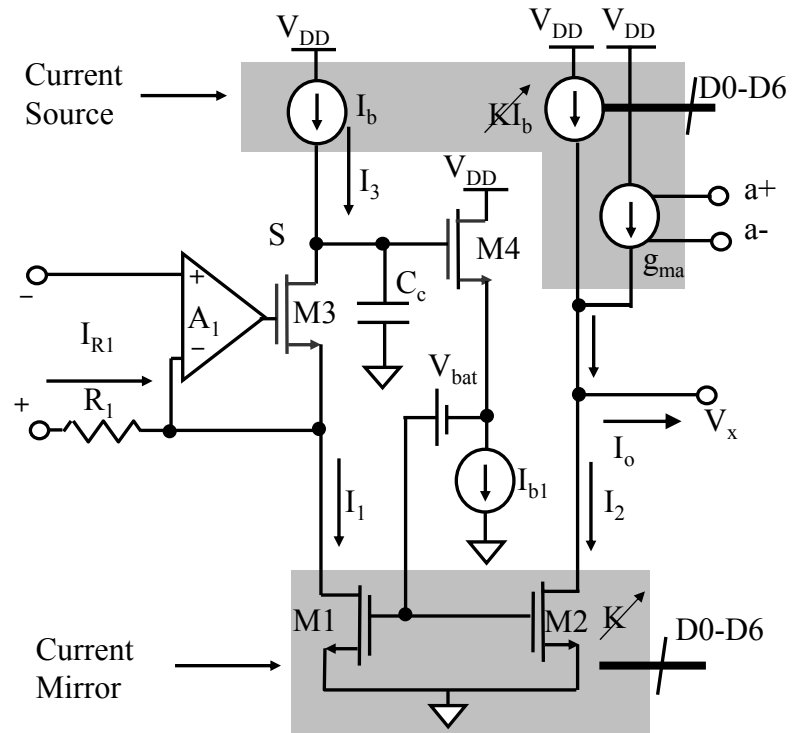 V_DD
V_DD V_DD
Current
Source
I_b
KI_b
D0-D6
I_3
V_DD
a+
a-
S
M4
g_ma
−
+
A_1
−
M3
C_c
I_R1
V_bat
+
R_1
V_x
I_o
I_b1
I_1
I_2
M1
M2
K
D0-D6
Current
Mirror